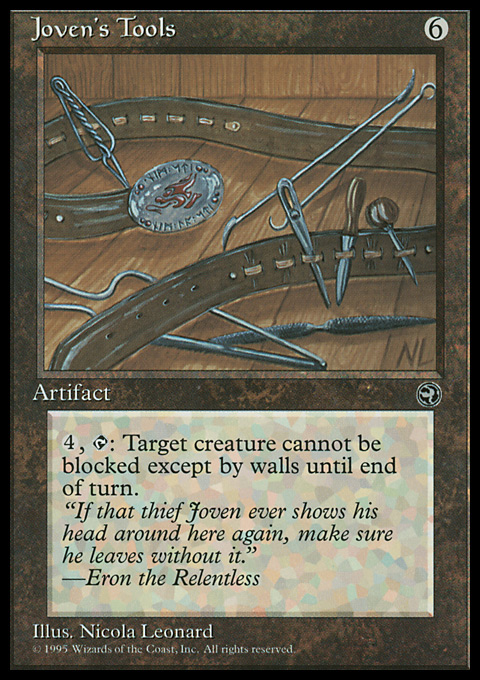 Joven's Tools 6
NL
Artifact
4, T: Target creature cannot be
blocked except by walls until end
of turn.
“If that thief Joven ever shows his
head around here again, make sure
he leaves without it.”
—Eron the Relentless
Illus. Nicola Leonard
© 1995 Wizards of the Coast, Inc. All rights reserved.